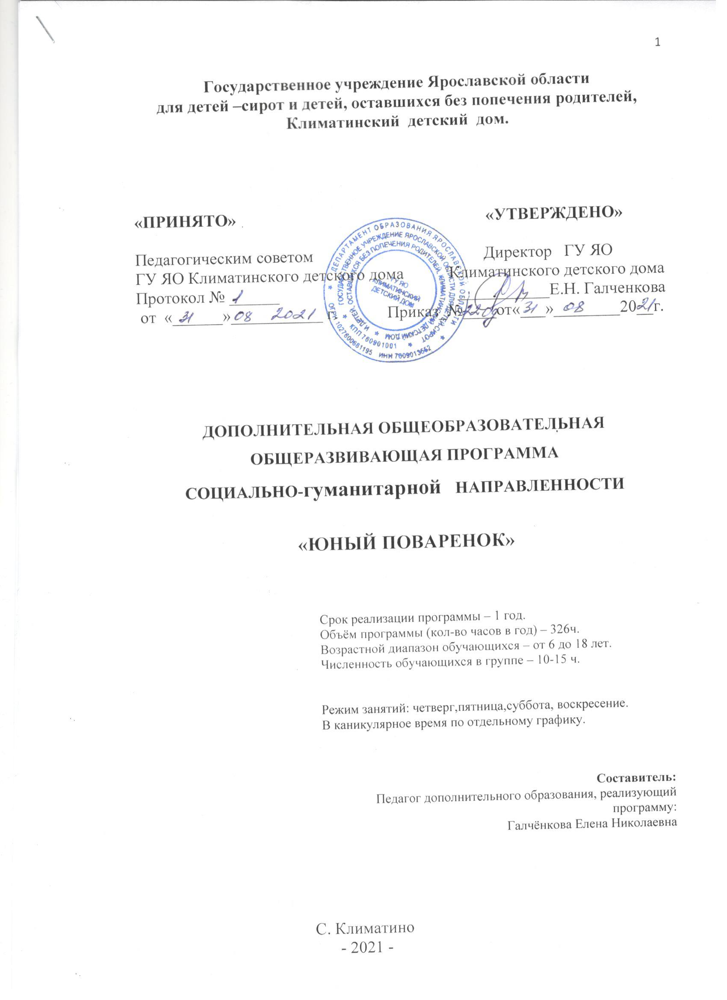 1
Государственное учреждение Ярославской области
для детей –сирот и детей, оставшихся без попечения родителей,
Климатинский детский дом.
«ПРИНЯТО»
Педагогическим советом
ГУ ЯО Климатинского детского дома
Протокол № 1
от «31» 08 2021 г.
«УТВЕРЖДЕНО»
Директор ГУ ЯО
Климатинского детского дома
Е.Н. Галченкова
Приказ № от«31» 08 2021г.
ДЕПАРТАМЕНТ ОБРАЗОВАНИЯ ЯРОСЛАВСКОЙ ОБЛАСТИ
ОГРН 1027600681195 ИНН 7609013552
ГОСУДАРСТВЕННОЕ УЧРЕЖДЕНИЕ ЯРОСЛАВСКОЙ ОБЛАСТИ ДЛЯ ДЕТЕЙ-СИРОТ
КПП 760901001
И ДЕТЕЙ, ОСТАВШИХСЯ БЕЗ ПОПЕЧЕНИЯ РОДИТЕЛЕЙ, КЛИМАТИНСКИЙ ДЕТСКИЙ ДОМ
ГУ ЯО
КЛИМАТИНСКИЙ
ДЕТСКИЙ ДОМ
ДОПОЛНИТЕЛЬНАЯ ОБЩЕОБРАЗОВАТЕЛЬНАЯ
ОБЩЕРАЗВИВАЮЩАЯ ПРОГРАММА
СОЦИАЛЬНО-гуманитарной НАПРАВЛЕННОСТИ
«ЮНЫЙ ПОВАРЕНОК»
Срок реализации программы – 1 год.
Объём программы (кол-во часов в год) – 326ч.
Возрастной диапазон обучающихся – от 6 до 18 лет.
Численность обучающихся в группе – 10-15 ч.
Режим занятий: четверг,пятница,суббота, воскресение.
В каникулярное время по отдельному графику.
Составитель:
Педагог дополнительного образования, реализующий
программу:
Галчёнкова Елена Николаевна
С. Климатино
- 2021 -